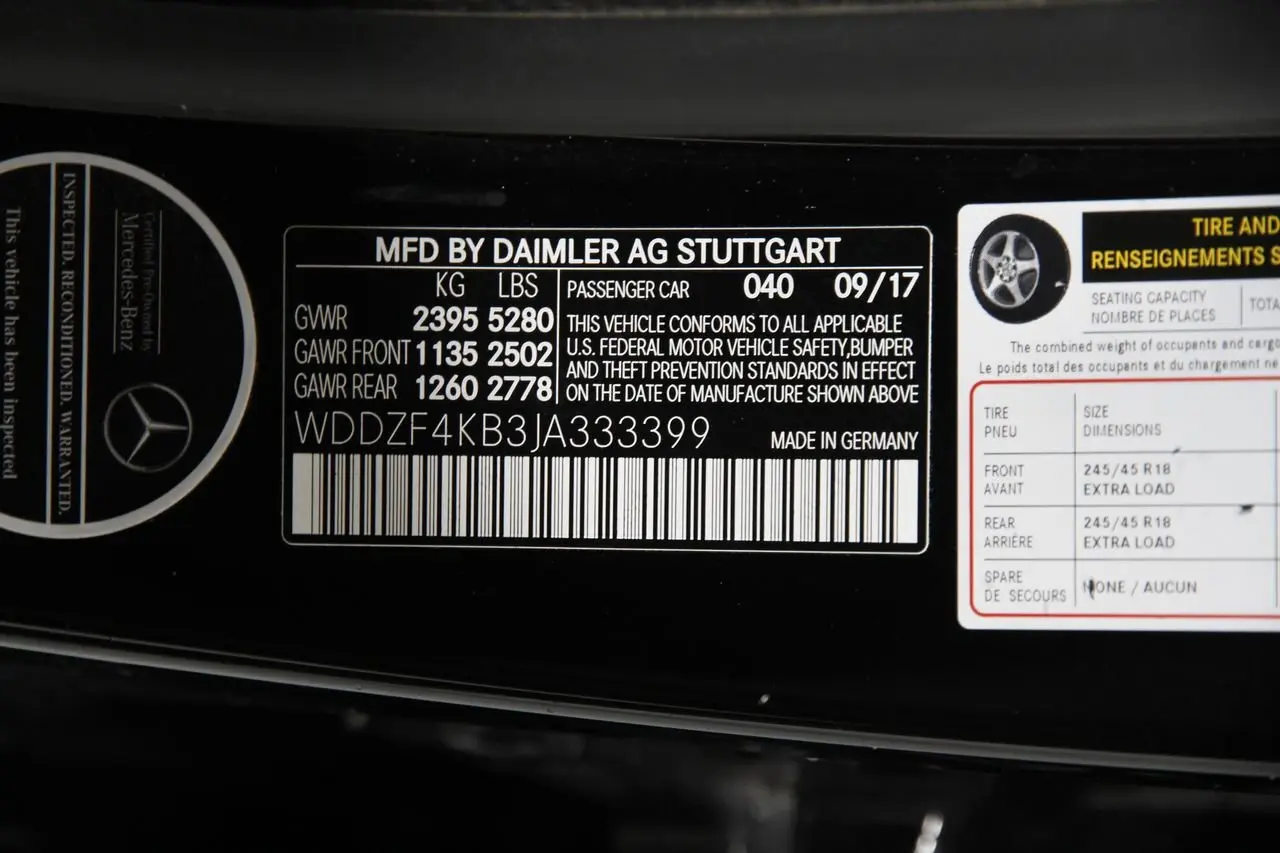 This vehicle has been inspected
INSPECTED. RECONDITIONED. WARRANTED.
Certified Pre-Owned by
Mercedes-Benz
MFD BY DAIMLER AG STUTTGART
KG LBS
GVWR 2395 5280
GAWR FRONT 1135 2502
GAWR REAR 1260 2778
PASSENGER CAR 040 09/17
THIS VEHICLE CONFORMS TO ALL APPLICABLE
U.S. FEDERAL MOTOR VEHICLE SAFETY,BUMPER
AND THEFT PREVENTION STANDARDS IN EFFECT
ON THE DATE OF MANUFACTURE SHOWN ABOVE
WDDZF4KB3JA333399
MADE IN GERMANY
TIRE AND
RENSEIGNEMENTS
SEATING CAPACITY
NOMBRE DE PLACES
The combined weight of occupants and
Le poids total des occupants et du chargement
TIRE SIZE
PNEU DIMENSIONS
FRONT 245/45 R18
AVANT EXTRA LOAD
REAR 245/45 R18
ARRIÈRE EXTRA LOAD
SPARE
DE SECOURS NONE / AUCUN